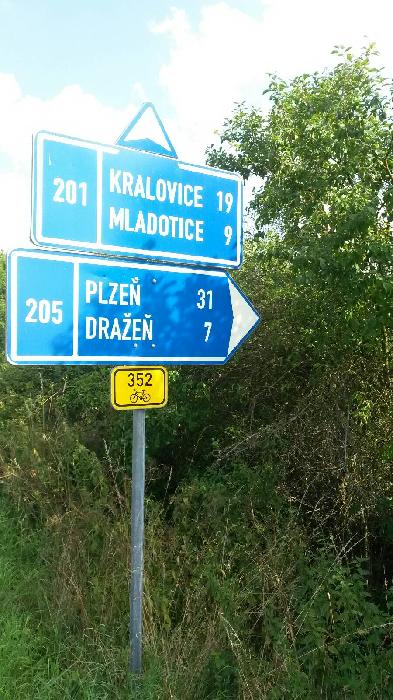 201 KRALOVICE 19
MLADOTICE 9
205 PLZEŇ 31
DRAŽEŇ 7
352